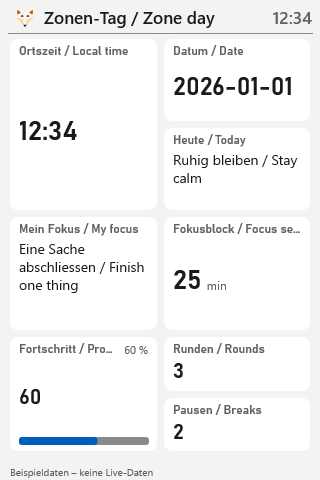 Zonen-Tag / Zone day
12:34
Ortszeit / Local time
12:34
Datum / Date
2026-01-01
Heute / Today
Ruhig bleiben / Stay
calm
Mein Fokus / My focus
Eine Sache
abschliessen / Finish
one thing
Fokusblock / Focus se...
25 min
Fortschritt / Pro...
60 %
60
Runden / Rounds
3
Pausen / Breaks
2
Beispieldaten – keine Live-Daten